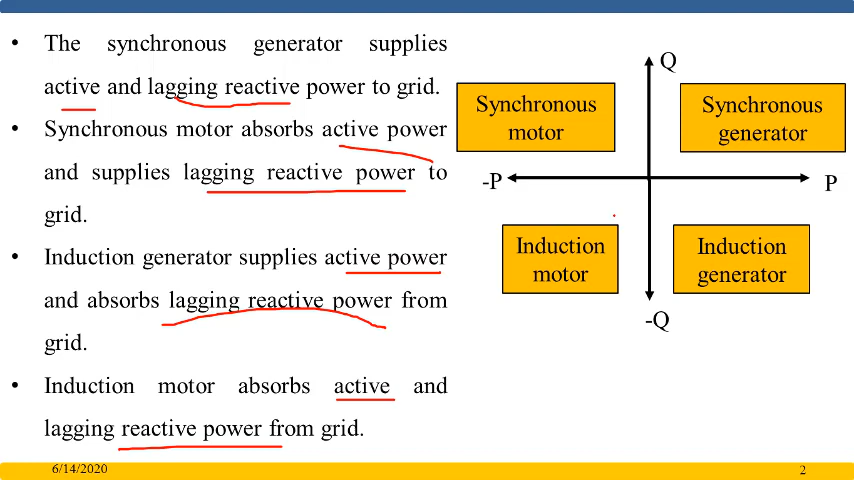 • The synchronous generator supplies
active and lagging reactive power to grid.
• Synchronous motor absorbs active power
and supplies lagging reactive power to
grid.
• Induction generator supplies active power
and absorbs lagging reactive power from
grid.
• Induction motor absorbs active and
lagging reactive power from grid.
Q
Synchronous
motor
Synchronous
generator
-P
P
Induction
motor
Induction
generator
-Q
6/14/2020
2